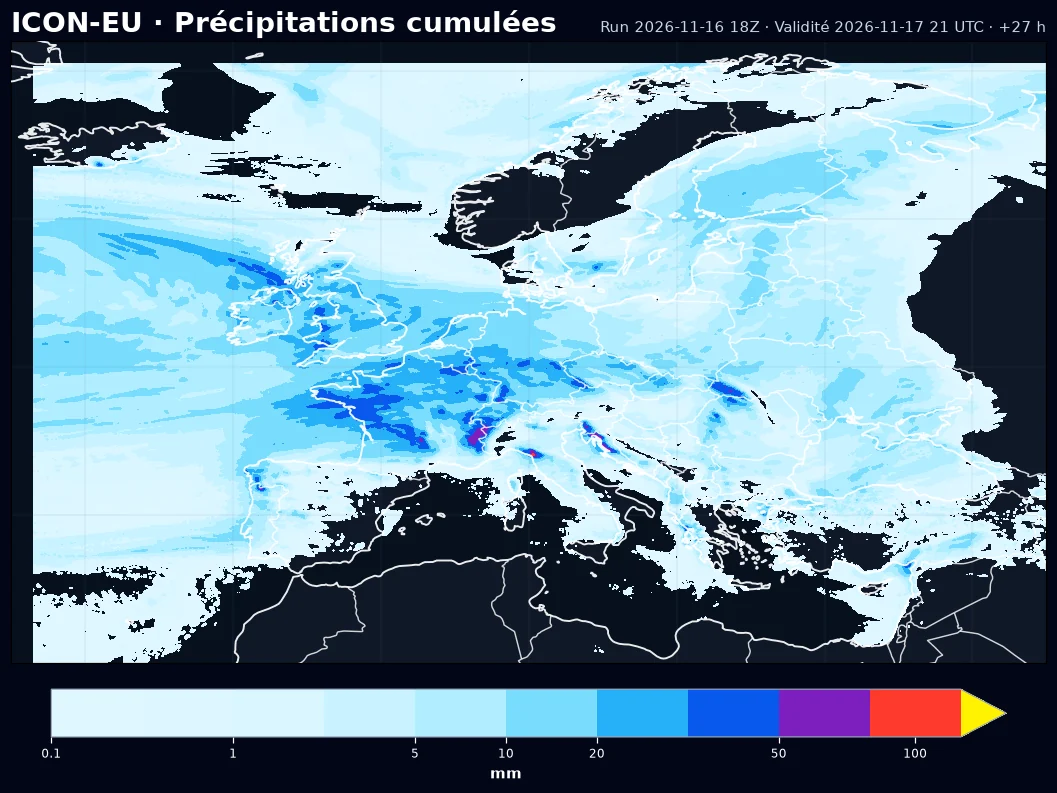 ICON-EU · Précipitations cumulées
Run 2026-11-16 18Z · Validité 2026-11-17 21 UTC · +27 h
0.1 1 5 10 20 50 100
mm